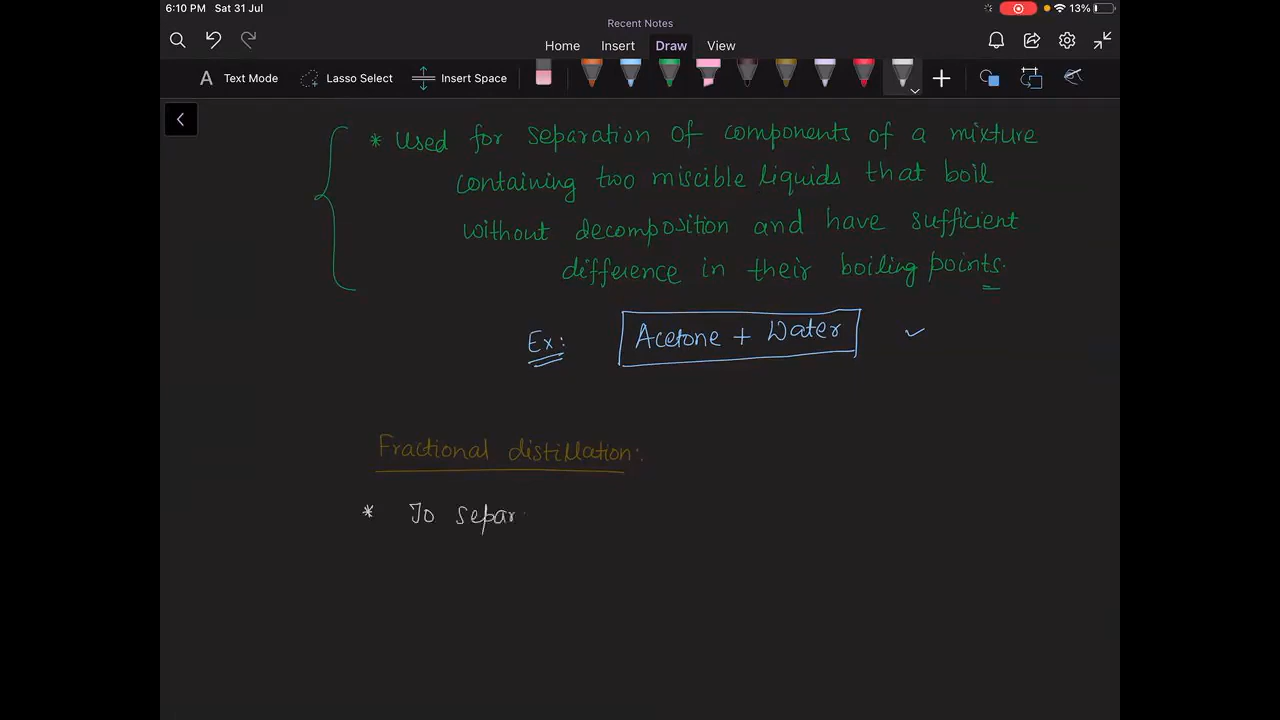 6:10 PM Sat 31 Jul
13%
Recent Notes
Home Insert Draw View
A Text Mode Lasso Select Insert Space
* Used for separation of components of a mixture
containing two miscible liquids that boil
without decomposition and have sufficient
difference in their boiling points.
Ex: Acetone + Water ✓
Fractional distillation:
* To separ